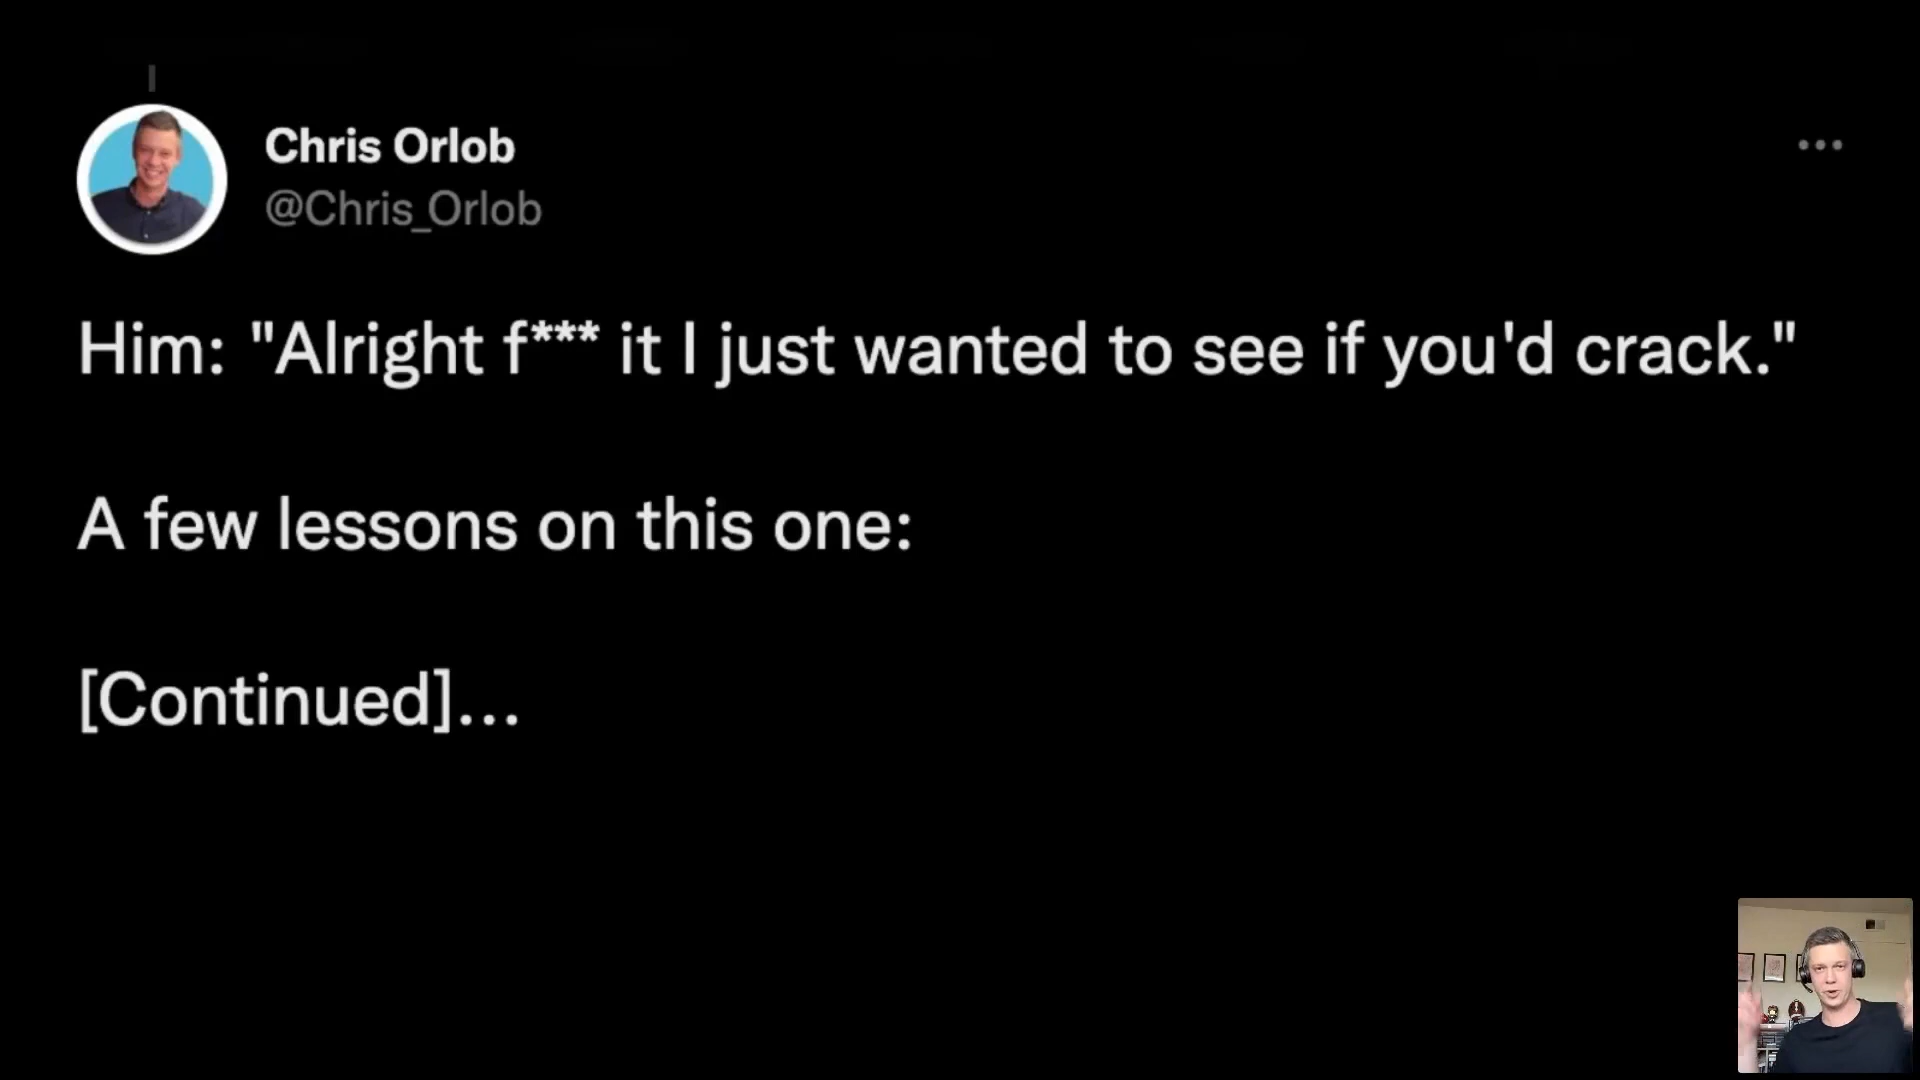 Chris Orlob
@Chris_Orlob
Him: "Alright f*** it I just wanted to see if you'd crack."
A few lessons on this one:
[Continued]...